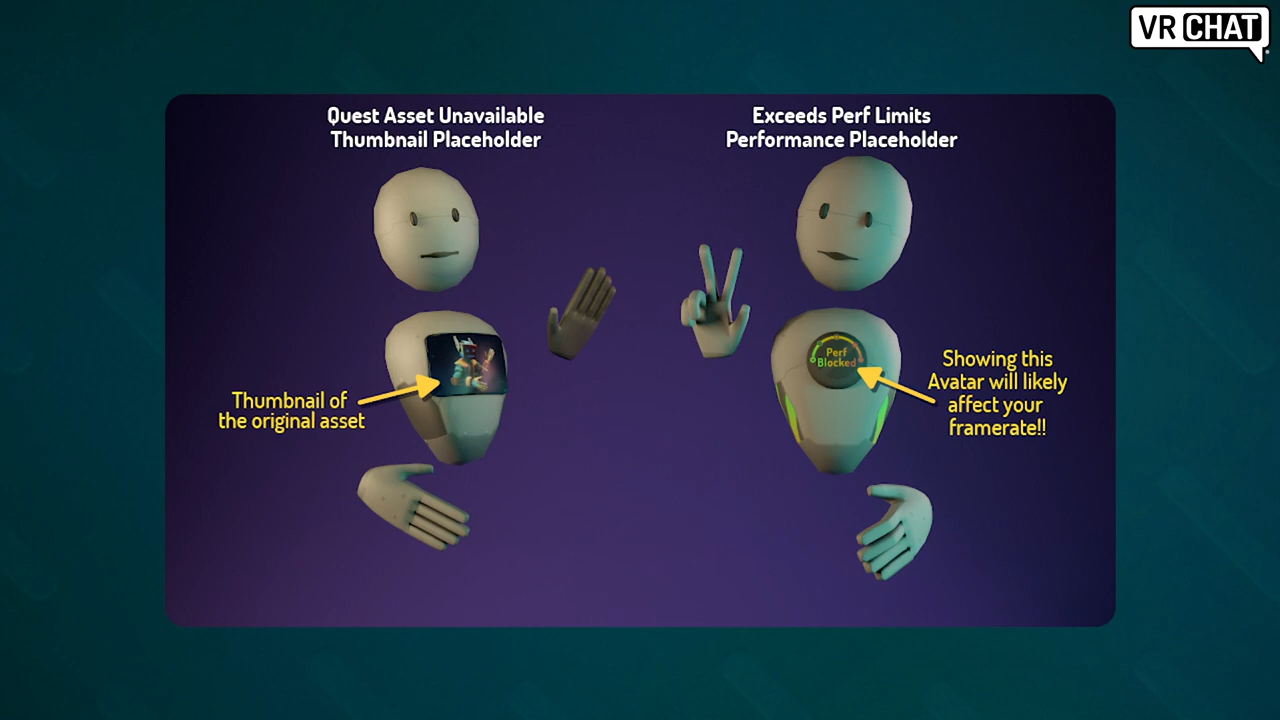 VR CHAT
Quest Asset Unavailable
Thumbnail Placeholder
Exceeds Perf Limits
Performance Placeholder
Perf
Blocked
Thumbnail of
the original asset
Showing this
Avatar will likely
affect your
framerate!!